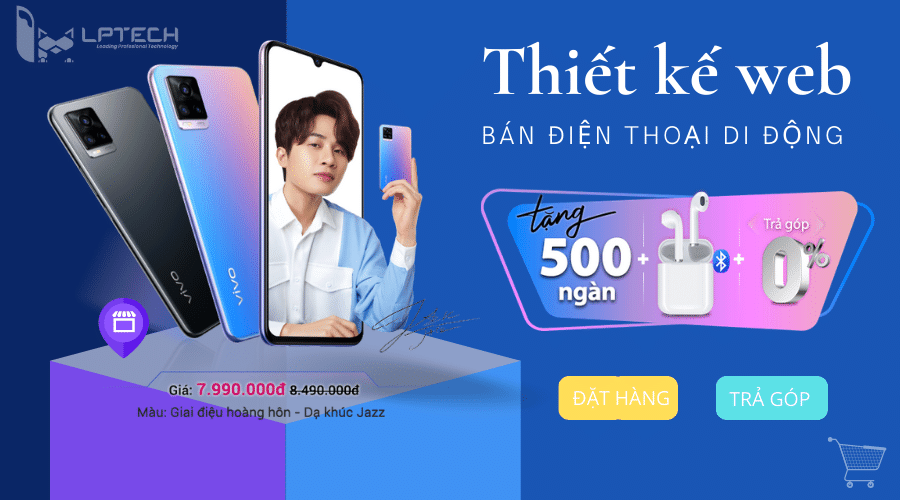 LPTECH
Leading Profesional Technology
Thiết kế web
BÁN ĐIỆN THOẠI DI ĐỘNG
vivo
vivo
tặng
500
ngàn
+
+
Trả góp
0%
Giá: 7.990.000đ 8.490.000đ
Màu: Giai điệu hoàng hôn - Dạ khúc Jazz
ĐẶT HÀNG
TRẢ GÓP